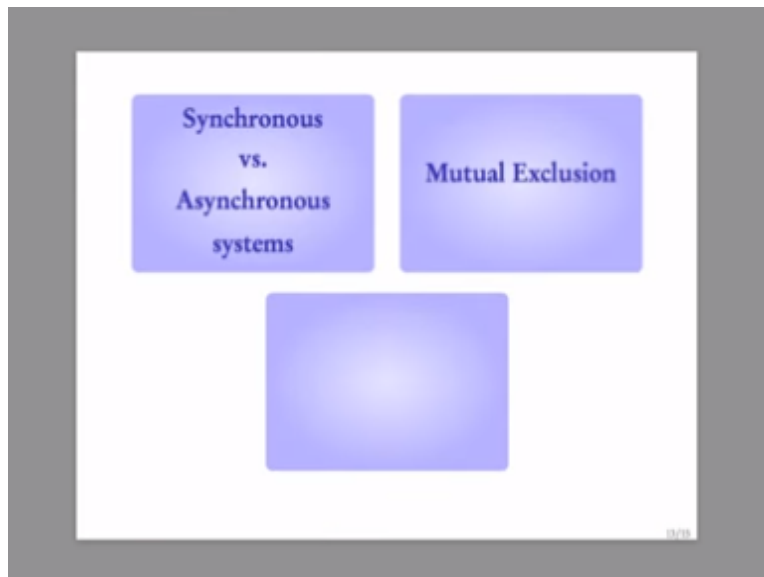 Synchronous
vs.
Asynchronous
systems
Mutual Exclusion